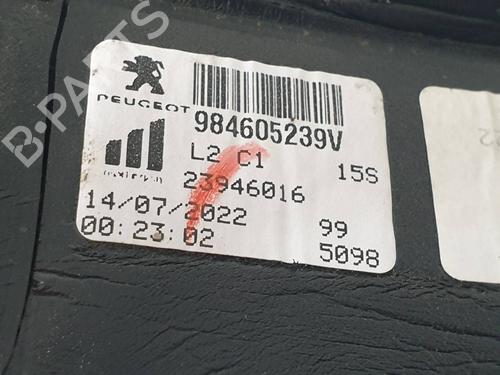 B-PARTS
PEUGEOT
984605239V
L2 C1 15S
23946016
14/07/2022 99
00:23:02 5098